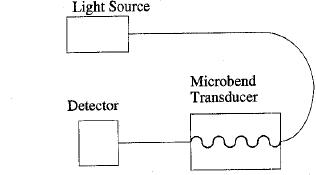 Light Source
Microbend
Transducer
Detector